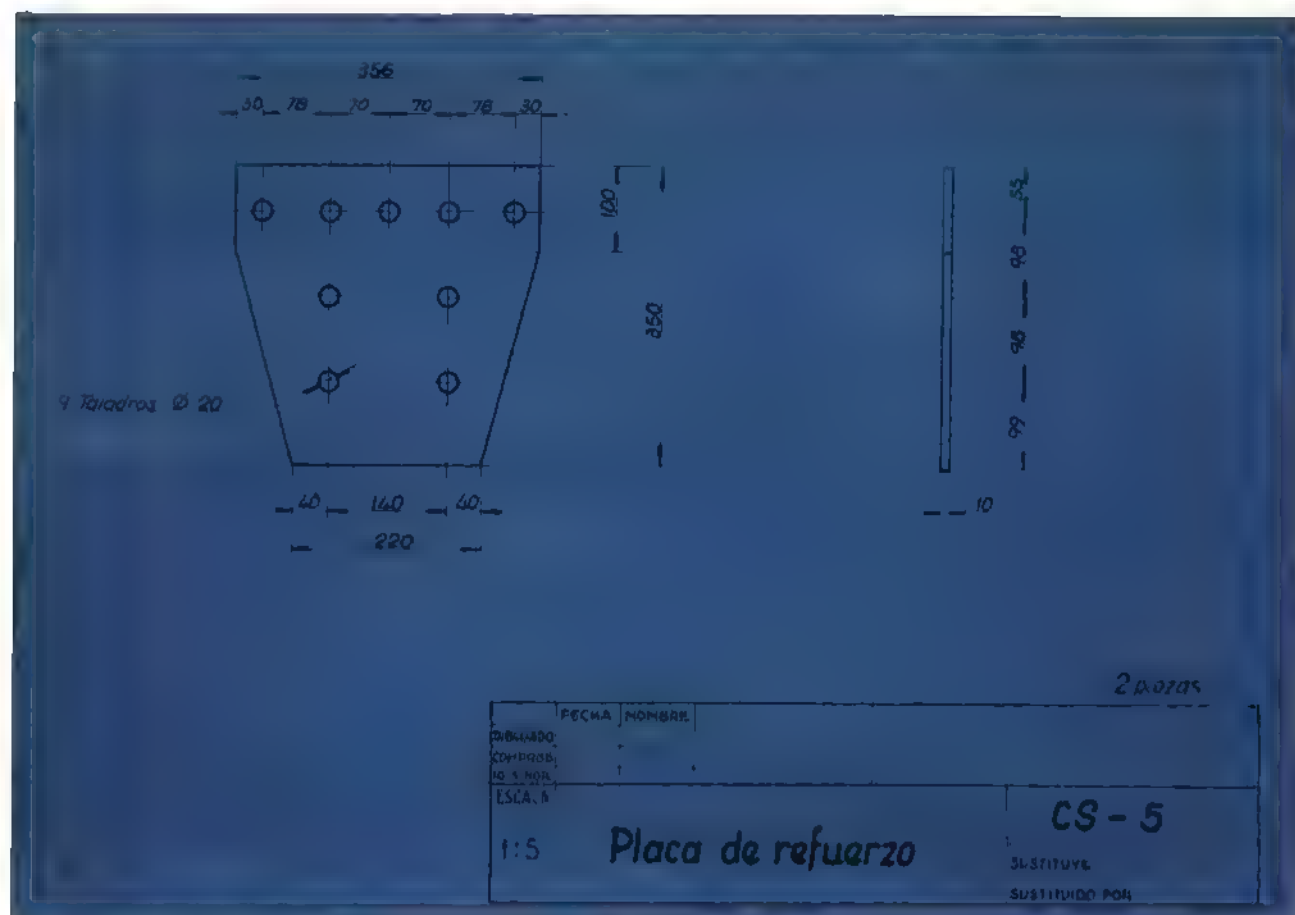 356
30 78 70 70 78 30
100
350
55
98
98
99
9 Taladros Ø 20
40 140 40
220
10
2 piezas
FECHA NOMBRE
DIBUJADO
COMPROB.
ID. S. NOR.
ESCALA
1:5
Placa de refuerzo
CS - 5
SUSTITUYE
SUSTITUIDO POR